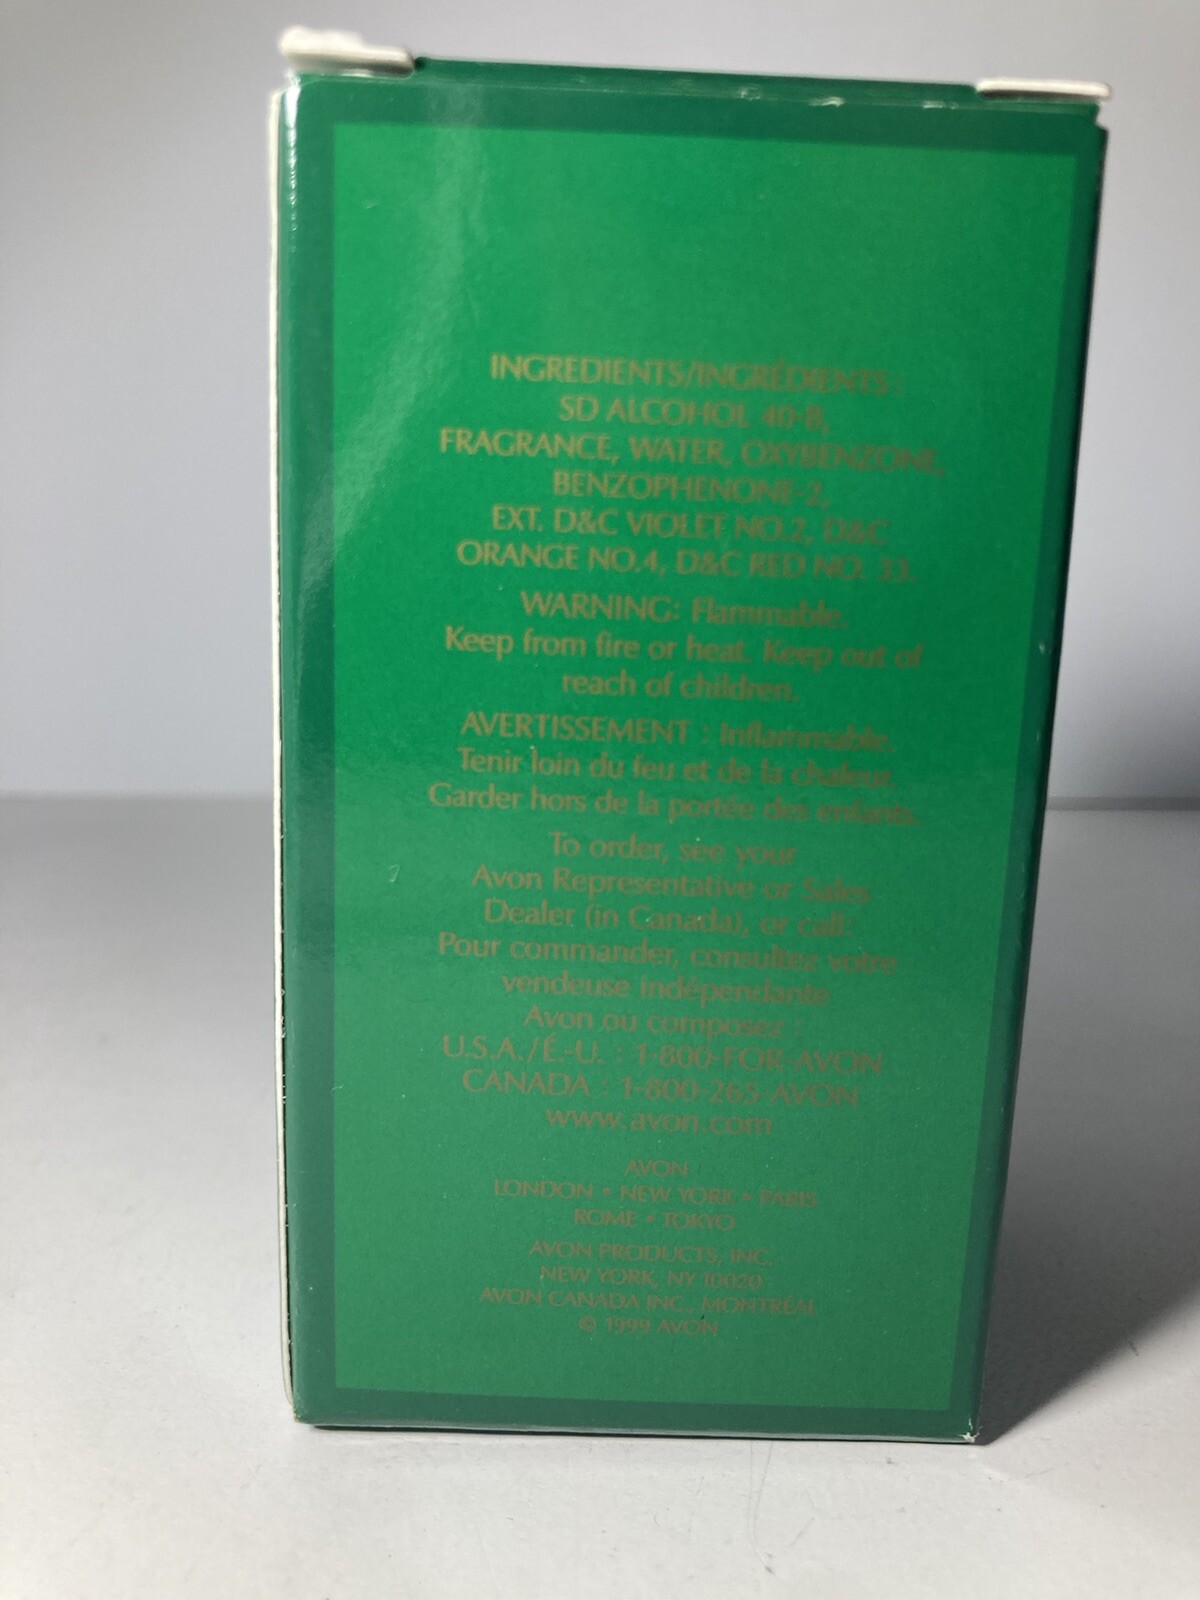 INGREDIENTS/INGRÉDIENTS :
SD ALCOHOL 40-B,
FRAGRANCE, WATER, OXYBENZONE,
BENZOPHENONE-2,
EXT. D&C VIOLET NO.2, D&C
ORANGE NO.4, D&C RED NO. 33.
WARNING: Flammable.
Keep from fire or heat. Keep out of
reach of children.
AVERTISSEMENT : Inflammable.
Tenir loin du feu et de la chaleur.
Garder hors de la portée des enfants.
To order, see your
Avon Representative or Sales
Dealer (in Canada), or call:
Pour commander, consultez votre
vendeuse indépendante
Avon ou composez :
U.S.A./É.-U. : 1-800-FOR-AVON
CANADA : 1-800-265-AVON
www.avon.com
AVON
LONDON • NEW YORK • PARIS
ROME • TOKYO
AVON PRODUCTS, INC.
NEW YORK, NY 10020
AVON CANADA INC., MONTRÉAL
© 1999 AVON